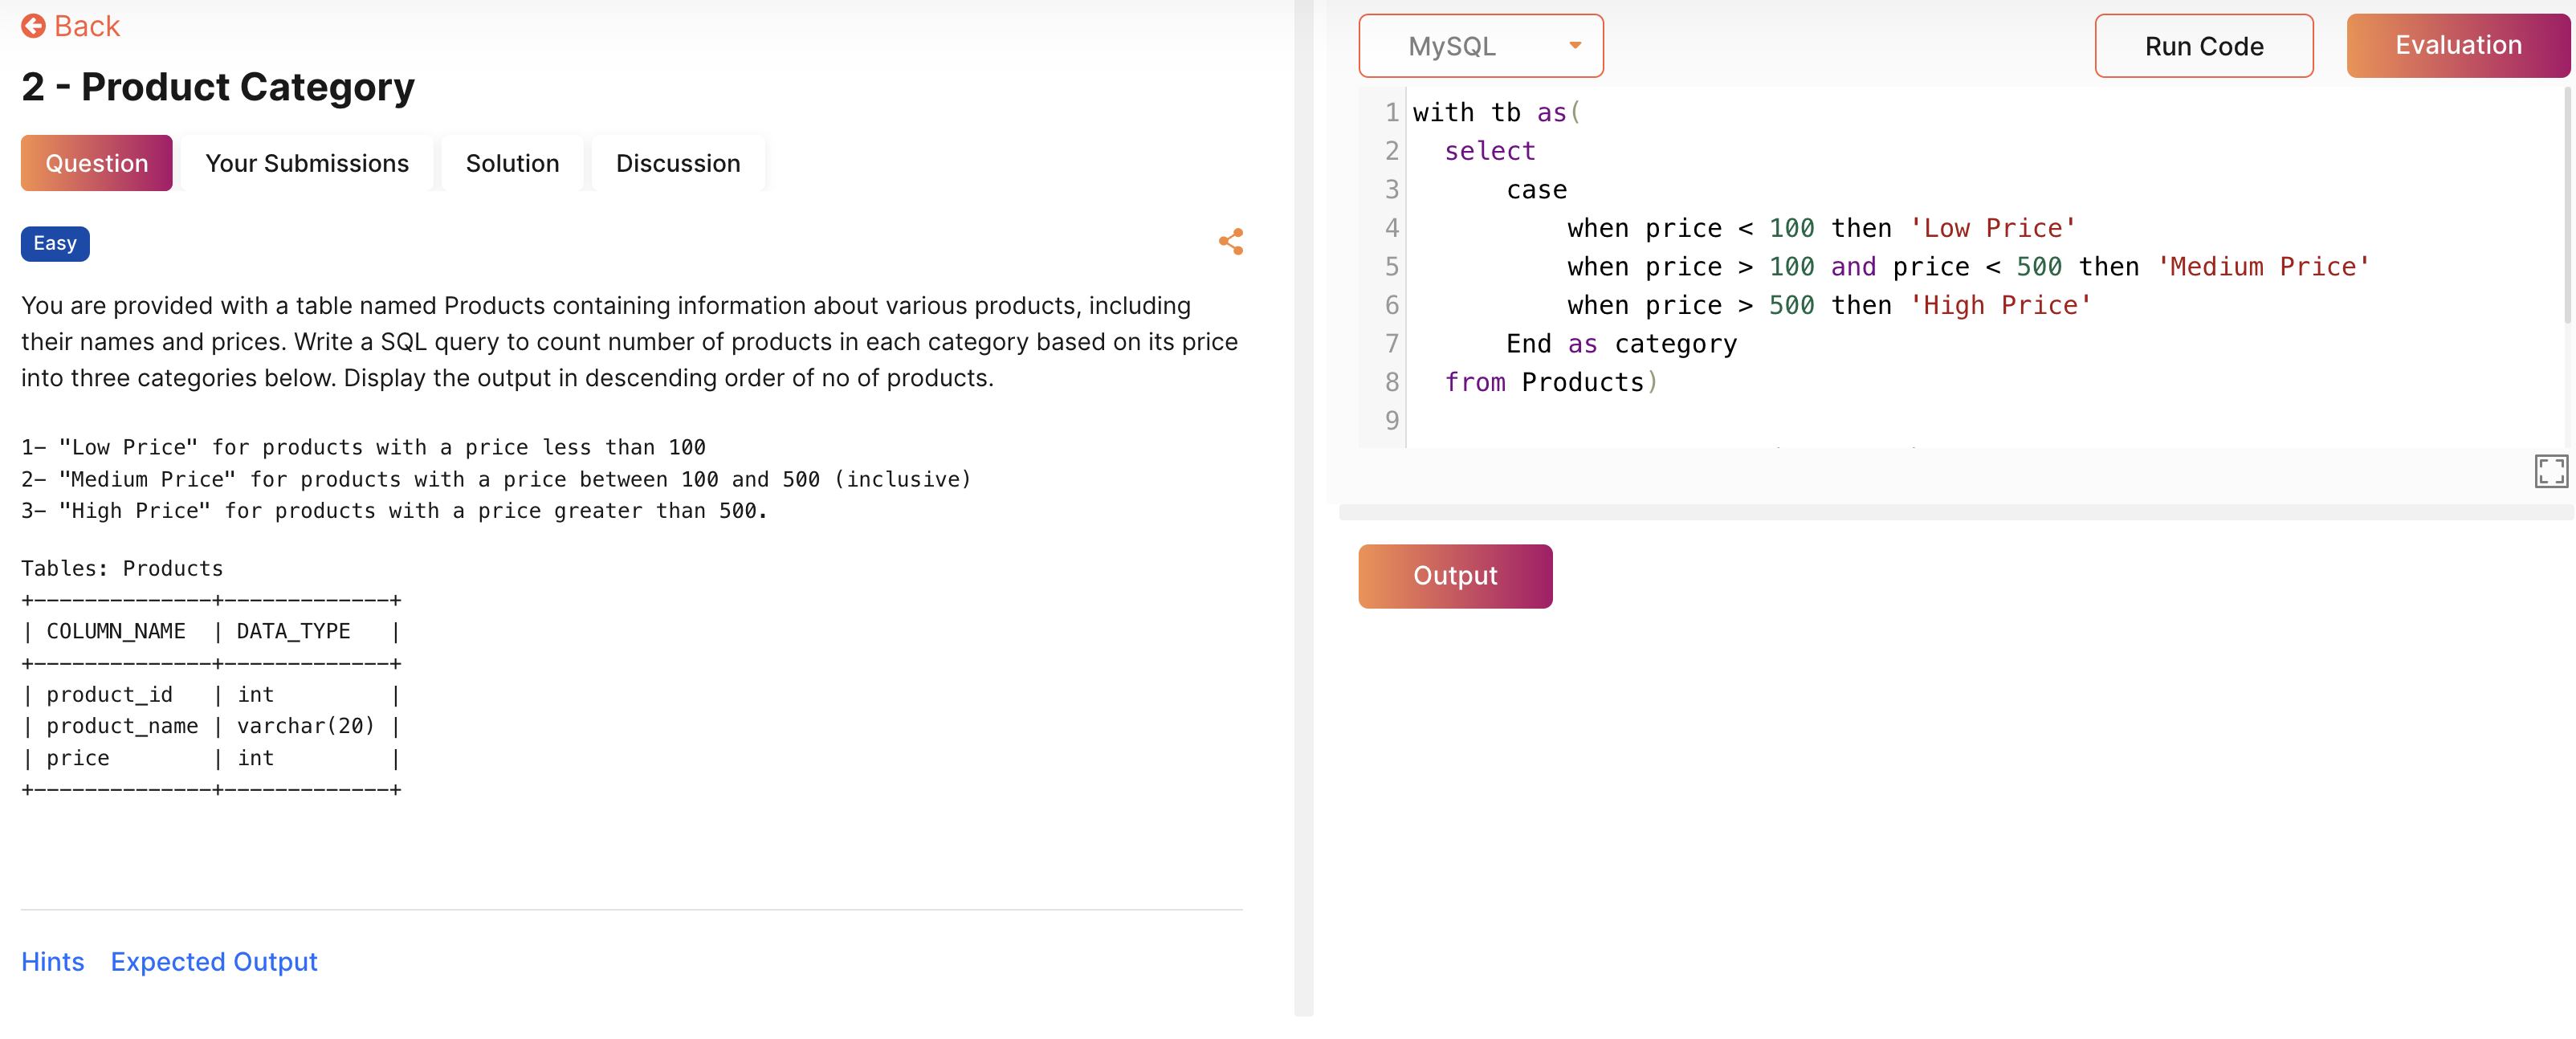 Back
2 - Product Category
Question
Your Submissions
Solution
Discussion
Easy
You are provided with a table named Products containing information about various products, including
their names and prices. Write a SQL query to count number of products in each category based on its price
into three categories below. Display the output in descending order of no of products.
1- "Low Price" for products with a price less than 100
2- "Medium Price" for products with a price between 100 and 500 (inclusive)
3- "High Price" for products with a price greater than 500.
Tables: Products
+--------------+-------------+
| COLUMN_NAME  | DATA_TYPE   |
+--------------+-------------+
| product_id   | int         |
| product_name | varchar(20) |
| price        | int         |
+--------------+-------------+
Hints
Expected Output
MySQL
Run Code
Evaluation
1 with tb as(
2   select
3       case
4           when price < 100 then 'Low Price'
5           when price > 100 and price < 500 then 'Medium Price'
6           when price > 500 then 'High Price'
7       End as category
8   from Products)
9
Output